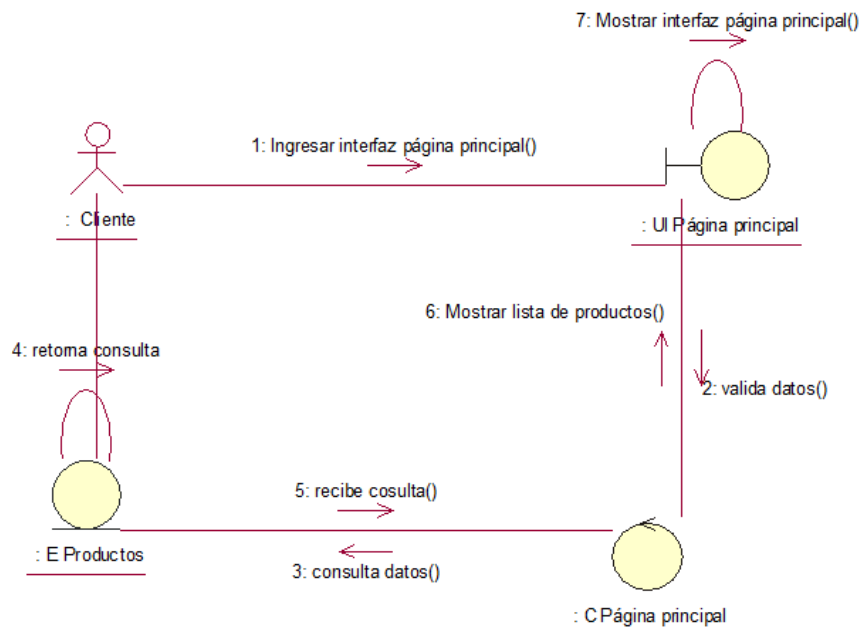 7: Mostrar interfaz página principal()
1: Ingresar interfaz página principal()
: Cliente
: UI Página principal
6: Mostrar lista de productos()
4: retorna consulta
2: valida datos()
5: recibe cosulta()
: E Productos
3: consulta datos()
: C Página principal